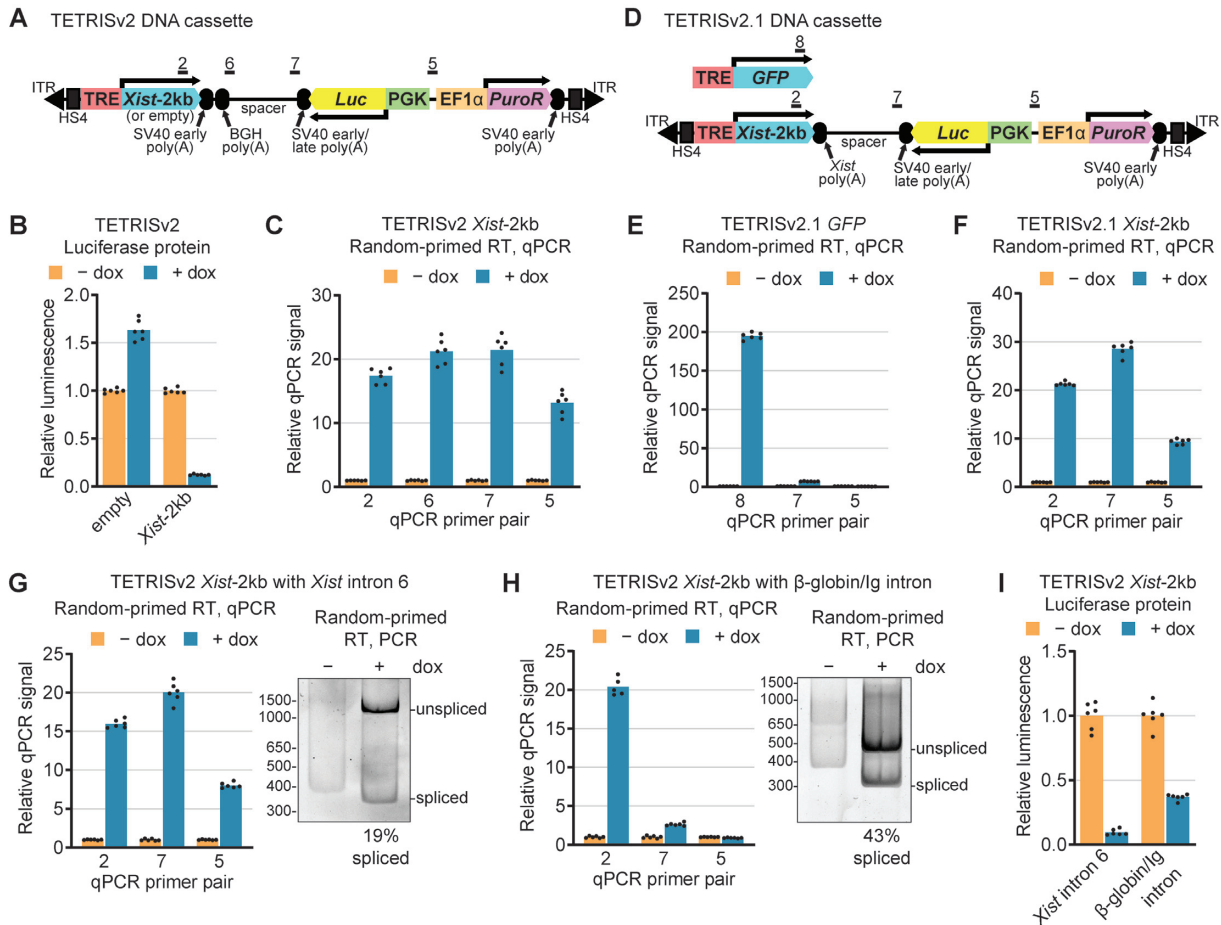 A TETRISv2 DNA cassette
2 6 7 5
ITR TRE Xist-2kb Luc PGK EF1α PuroR ITR
HS4 (or empty) spacer HS4
SV40 early poly(A)
BGH poly(A)
SV40 early/late poly(A)
SV40 early poly(A)
D TETRISv2.1 DNA cassette
8
TRE GFP
2 7 5
ITR TRE Xist-2kb Luc PGK EF1α PuroR ITR
HS4 spacer HS4
Xist poly(A)
SV40 early/late poly(A)
SV40 early poly(A)
B TETRISv2
Luciferase protein
– dox + dox
Relative luminescence
2.0
1.5
1.0
0.5
0.0
empty Xist-2kb
C TETRISv2 Xist-2kb
Random-primed RT, qPCR
– dox + dox
Relative qPCR signal
30
20
10
0
2 6 7 5
qPCR primer pair
E TETRISv2.1 GFP
Random-primed RT, qPCR
– dox + dox
Relative qPCR signal
250
200
150
100
50
0
8 7 5
qPCR primer pair
F TETRISv2.1 Xist-2kb
Random-primed RT, qPCR
– dox + dox
Relative qPCR signal
40
30
20
10
0
2 7 5
qPCR primer pair
G TETRISv2 Xist-2kb with Xist intron 6
Random-primed RT, qPCR
– dox + dox
Relative qPCR signal
25
20
15
10
5
0
2 7 5
qPCR primer pair
Random-primed
RT, PCR
– + dox
1500
1000
650
500
400
300
unspliced
spliced
19%
spliced
H TETRISv2 Xist-2kb with β-globin/Ig intron
Random-primed RT, qPCR
– dox + dox
Relative qPCR signal
25
20
15
10
5
0
2 7 5
qPCR primer pair
Random-primed
RT, PCR
– + dox
1500
1000
650
500
400
300
unspliced
spliced
43%
spliced
I TETRISv2 Xist-2kb
Luciferase protein
– dox + dox
Relative luminescence
1.5
1.0
0.5
0.0
Xist intron 6
β-globin/Ig
intron